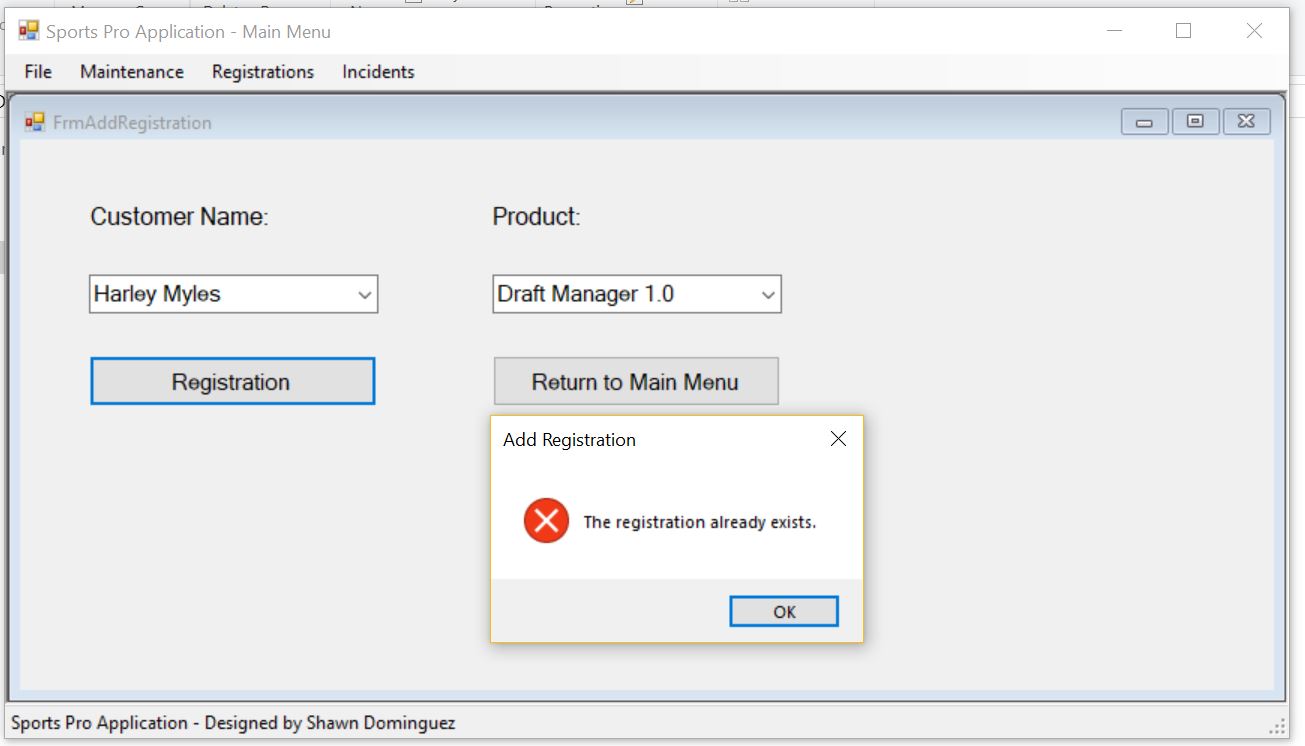 Sports Pro Application - Main Menu
File Maintenance Registrations Incidents
FrmAddRegistration
Customer Name: Product:
Harley Myles Draft Manager 1.0
Registration Return to Main Menu
Add Registration
The registration already exists.
OK
Sports Pro Application - Designed by Shawn Dominguez